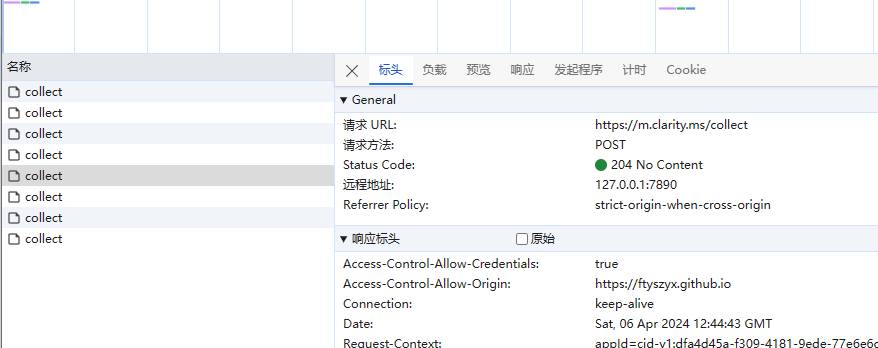 名称
collect
collect
collect
collect
collect
collect
collect
collect
标头 负载 预览 响应 发起程序 计时 Cookie
General
请求 URL: https://m.clarity.ms/collect
请求方法: POST
Status Code: 204 No Content
远程地址: 127.0.0.1:7890
Referrer Policy: strict-origin-when-cross-origin
响应标头 原始
Access-Control-Allow-Credentials: true
Access-Control-Allow-Origin: https://ftyszyx.github.io
Connection: keep-alive
Date: Sat, 06 Apr 2024 12:44:43 GMT
Request-Context: appId=cid-v1:dfa4d45a-f309-4181-9ede-77e6e6c